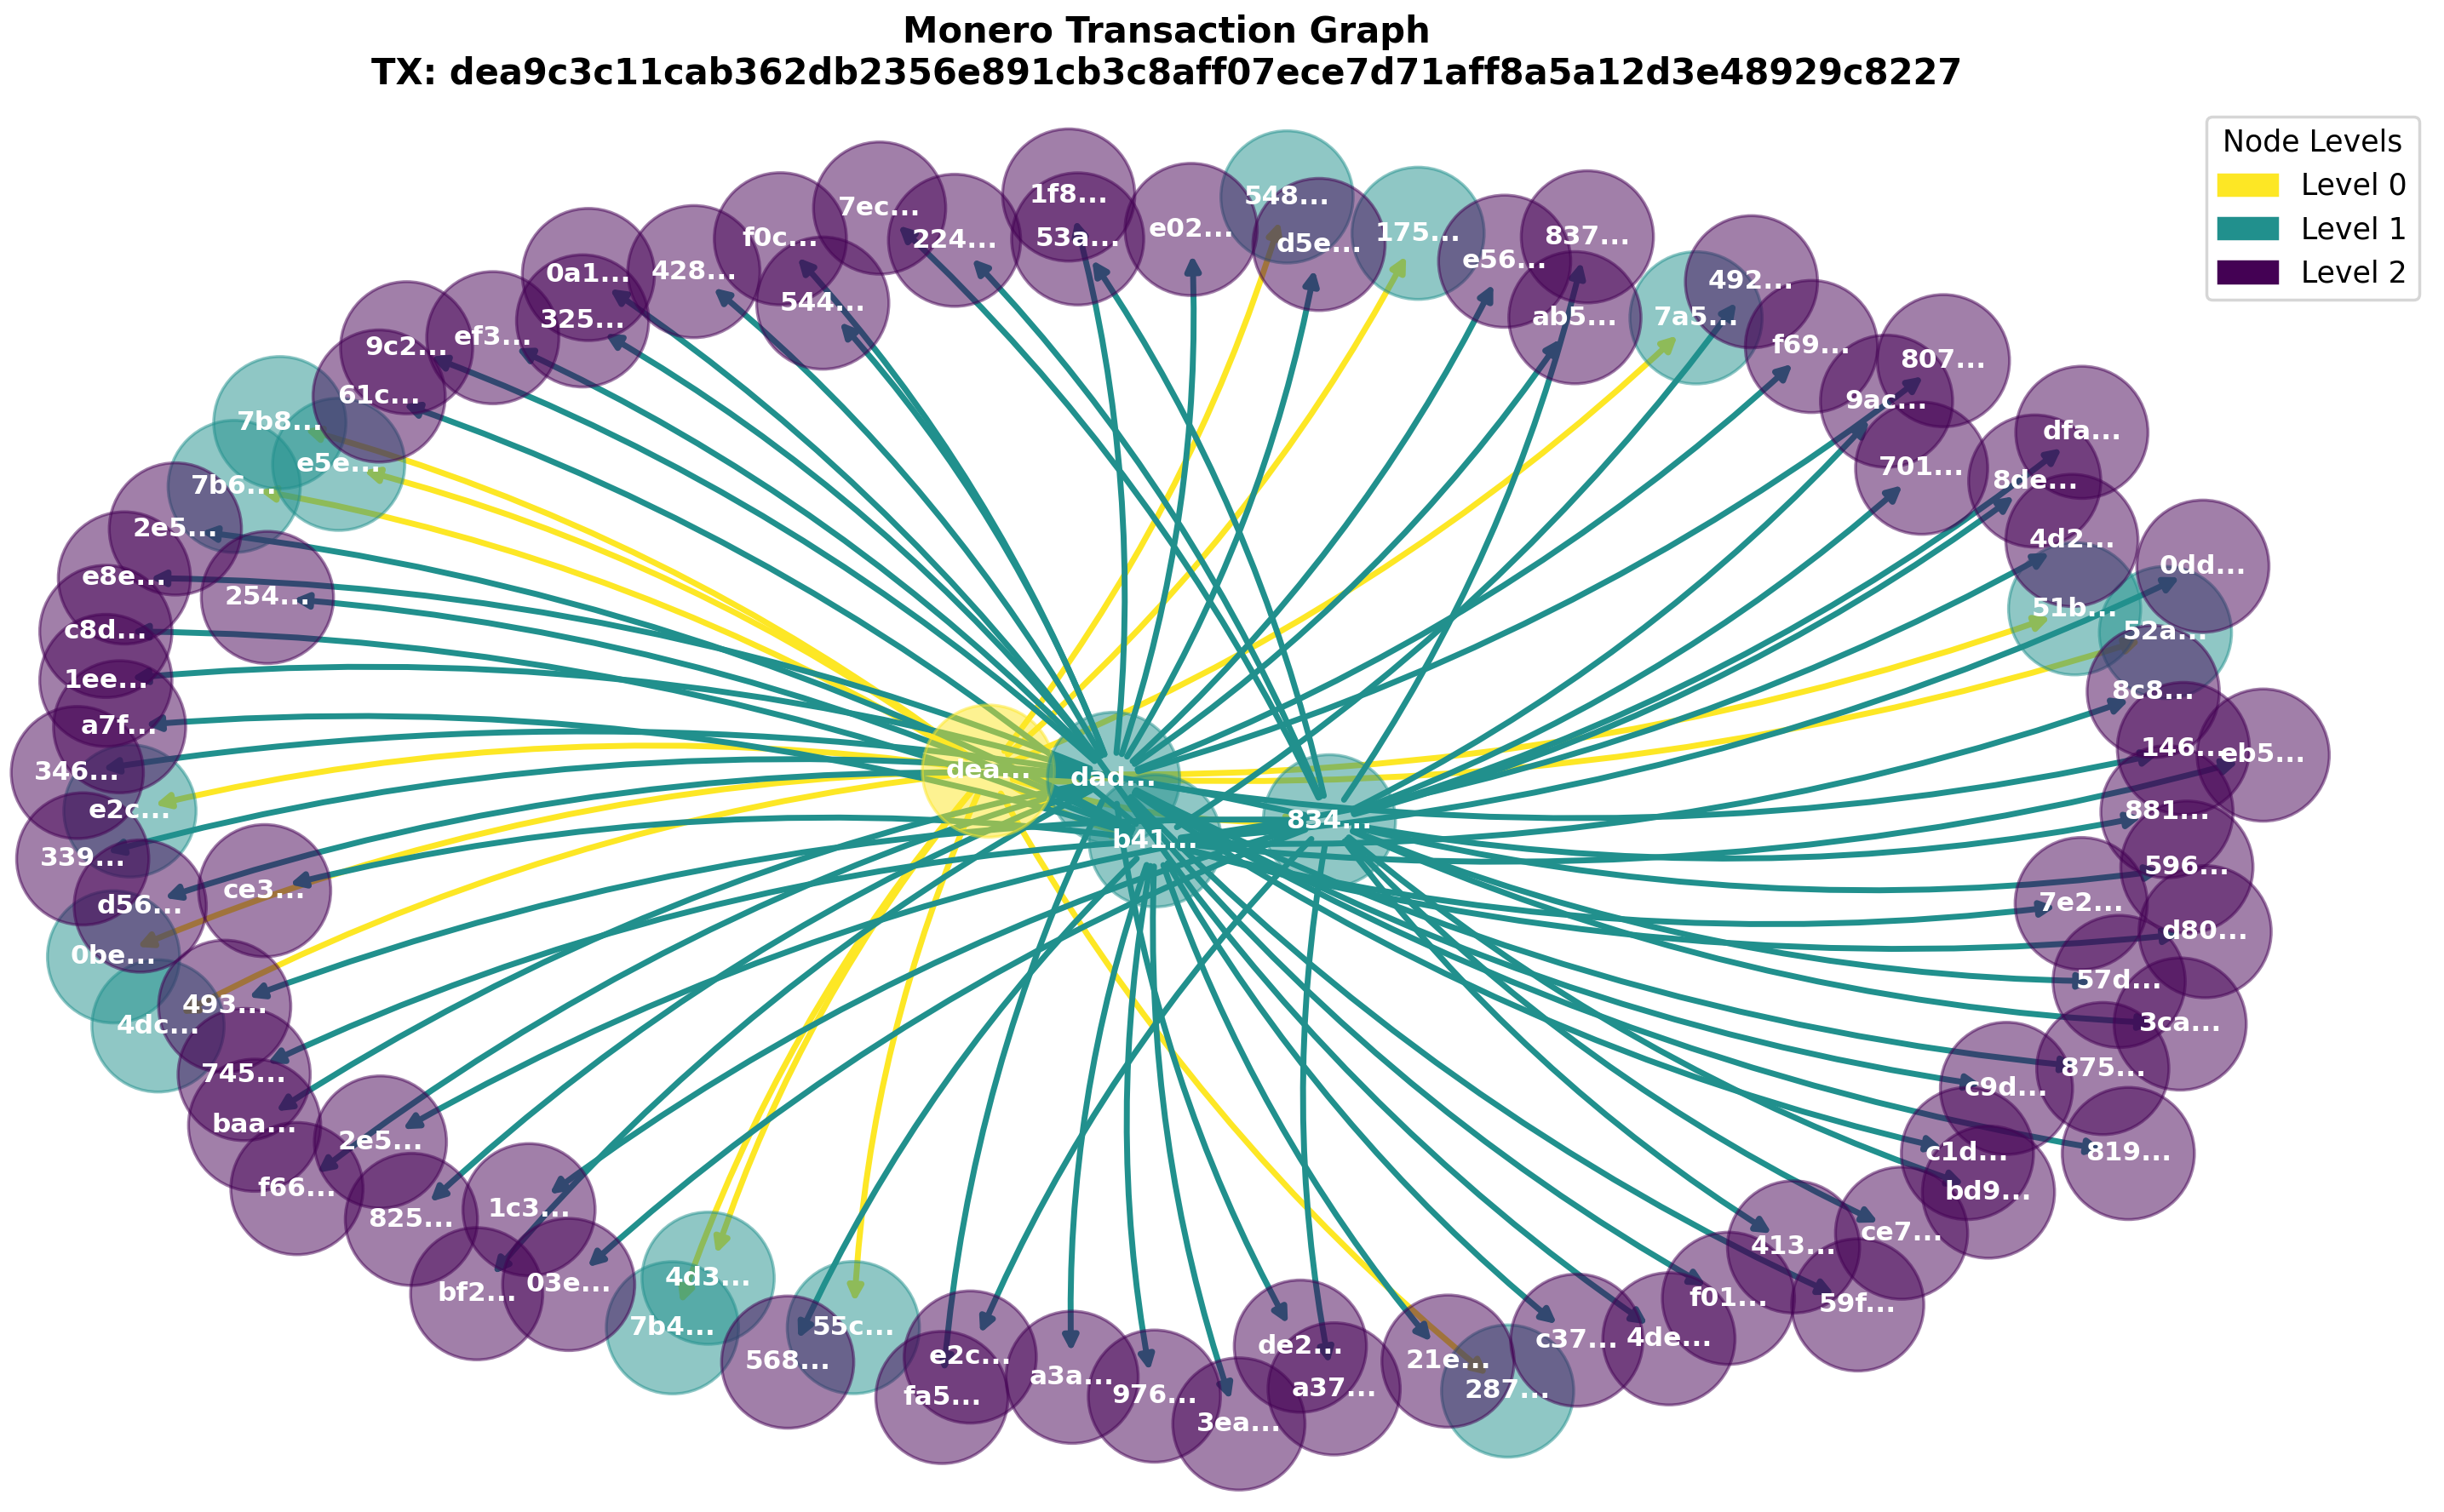 Monero Transaction Graph
TX: dea9c3c11cab362db2356e891cb3c8aff07ece7d71aff8a5a12d3e48929c8227
Node Levels
Level 0
Level 1
Level 2
1f8...
548...
7ec...
e02...
175...
837...
f0c...
224...
53a...
d5e...
e56...
0a1...
428...
492...
544...
325...
ab5...
7a5...
9c2...
ef3...
f69...
807...
61c...
9ac...
7b8...
dfa...
e5e...
701...
7b6...
8de...
2e5...
4d2...
e8e...
254...
0dd...
51b...
c8d...
52a...
1ee...
8c8...
a7f...
146...
eb5...
346...
dea...
dad...
e2c...
834...
881...
b41...
339...
596...
ce3...
7e2...
d56...
d80...
0be...
57d...
493...
4dc...
3ca...
745...
875...
c9d...
baa...
2e5...
c1d...
819...
f66...
bd9...
825...
1c3...
ce7...
413...
4d3...
03e...
bf2...
f01...
59f...
7b4...
55c...
568...
e2c...
de2...
21e...
c37...
4de...
a3a...
fa5...
976...
a37...
287...
3ea...